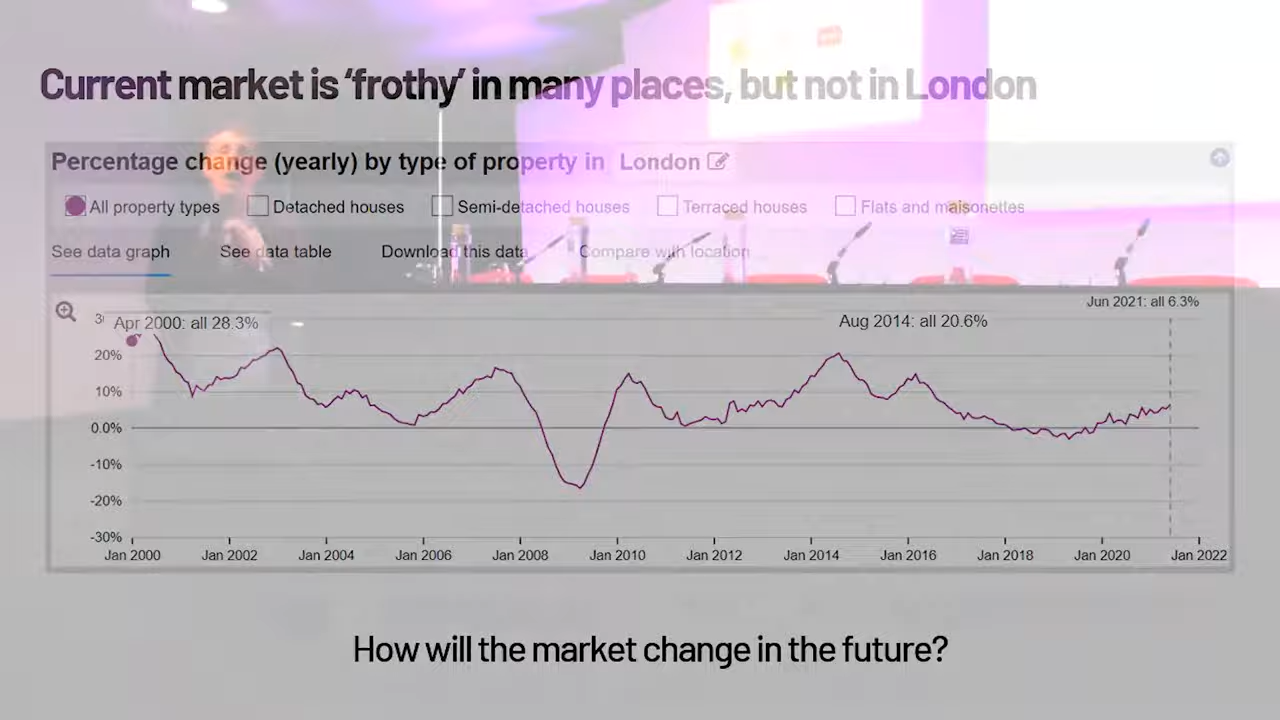 Current market is ‘frothy’ in many places, but not in London
Percentage change (yearly) by type of property in London
All property types Detached houses Semi-detached houses Terraced houses Flats and maisonettes
See data graph See data table Download this data Compare with location
Jun 2021: all 6.3%
Apr 2000: all 28.3% Aug 2014: all 20.6%
20%
10%
0.0%
-10%
-20%
-30%
Jan 2000 Jan 2002 Jan 2004 Jan 2006 Jan 2008 Jan 2010 Jan 2012 Jan 2014 Jan 2016 Jan 2018 Jan 2020 Jan 2022
How will the market change in the future?